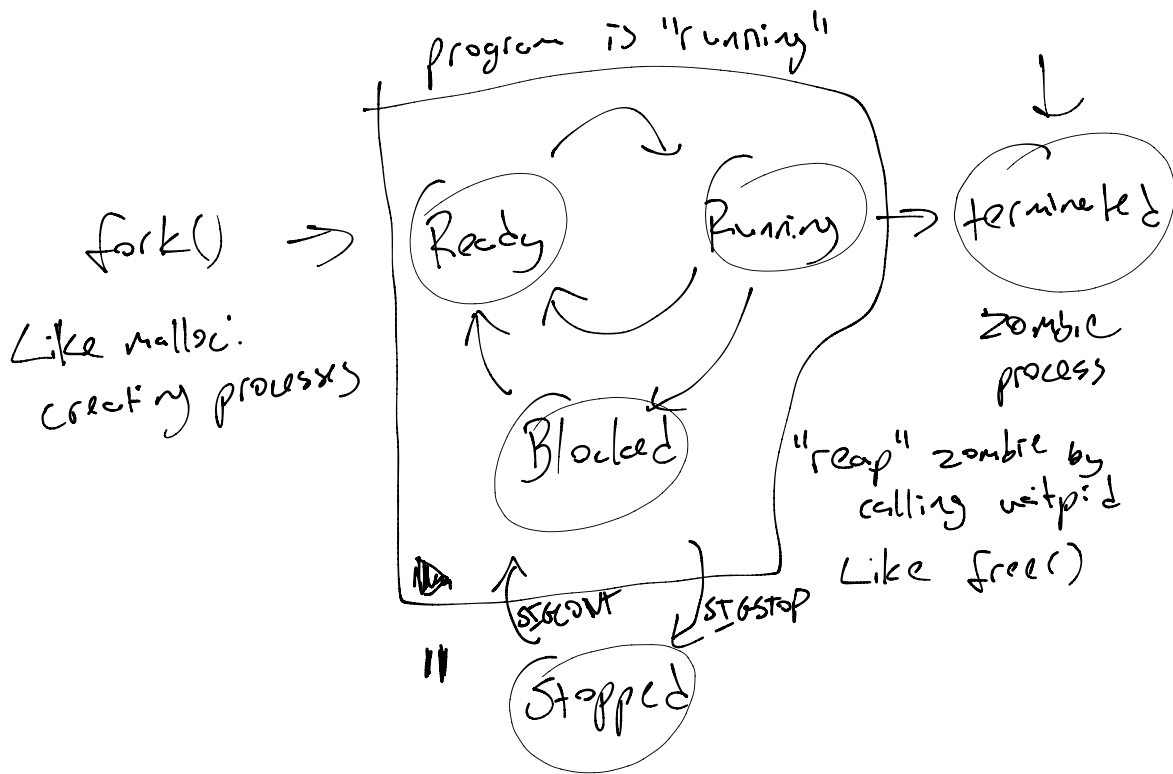 program is "running"
fork()
Like malloc:
creating processes
Ready
Running
Blocked
SIGCONT
SIGSTOP
Stopped
terminated
zombie
process
"reap" zombie by
calling waitpid
Like free()